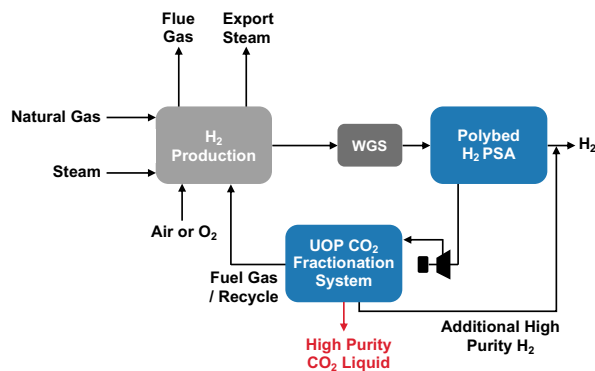 Flue
Gas
Export
Steam
Natural Gas
Steam
H₂
Production
WGS
Polybed
H₂ PSA
H₂
Air or O₂
UOP CO₂
Fractionation
System
Fuel Gas
/ Recycle
High Purity
CO₂ Liquid
Additional High
Purity H₂